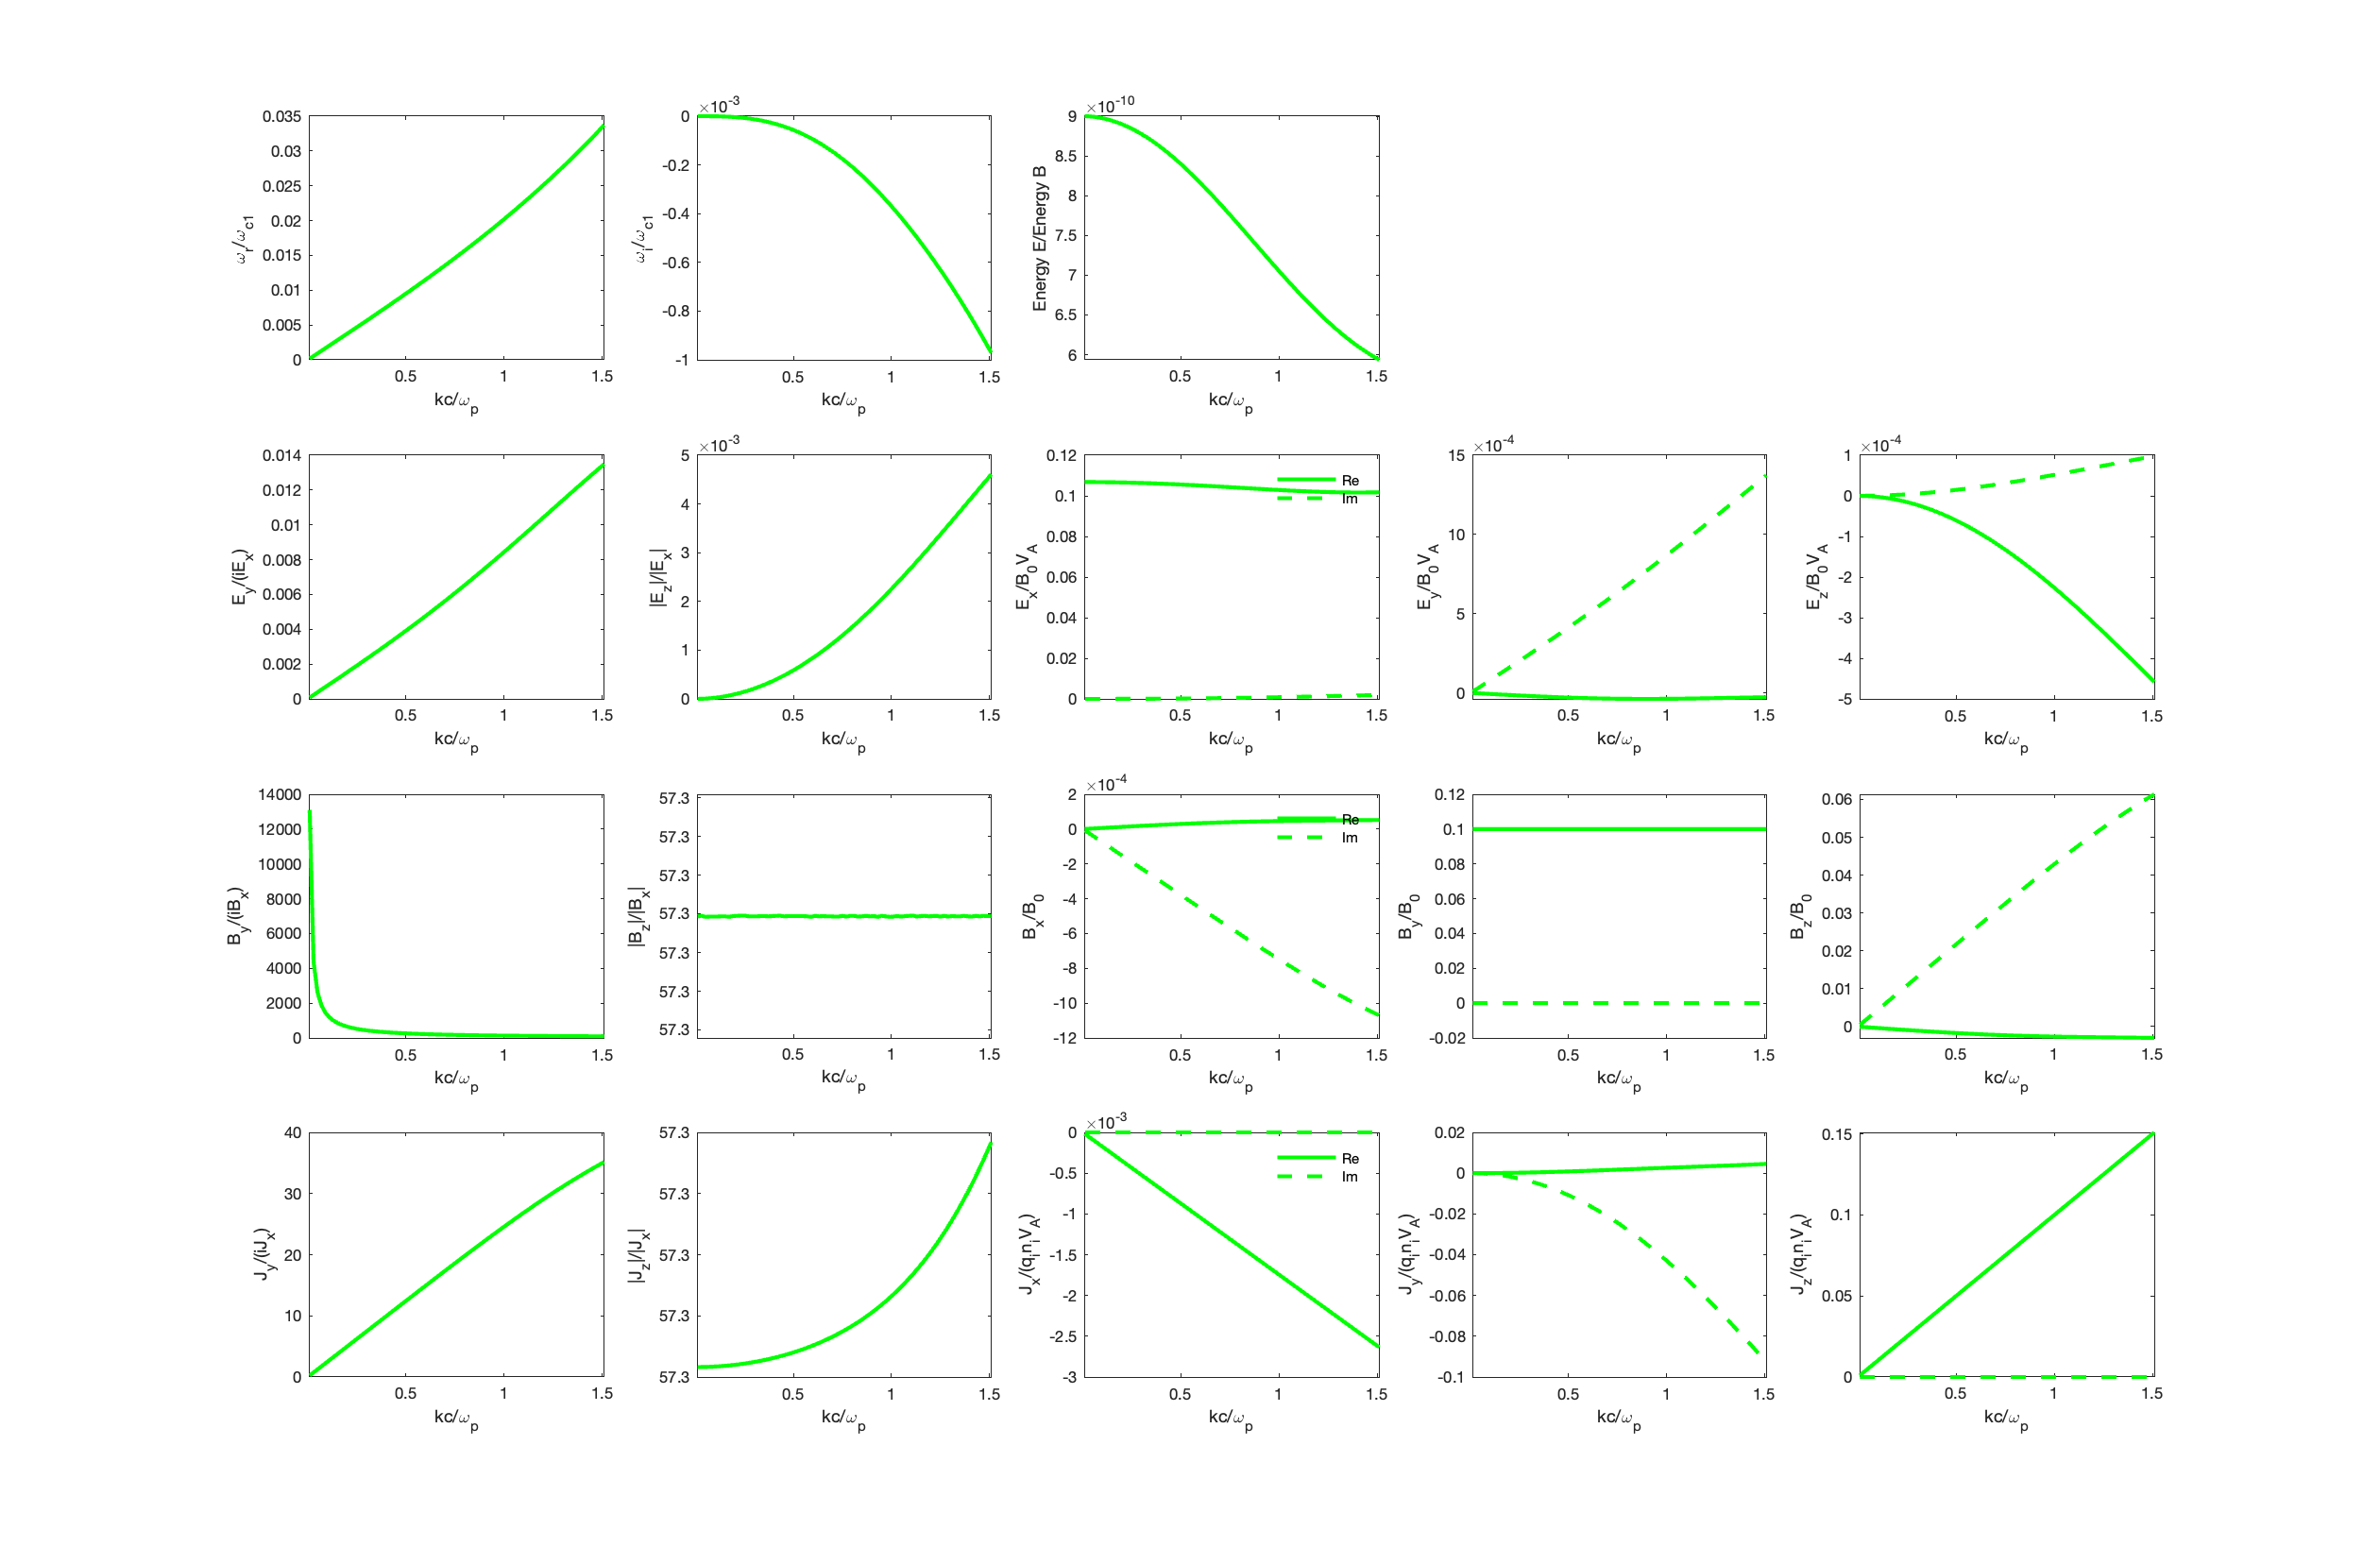 ×10⁻³
×10⁻¹⁰
ω_r/ω_c1
0.035
0.03
0.025
0.02
0.015
0.01
0.005
0
0.5 1 1.5
kc/ω_p
ω_i/ω_c1
0
-0.2
-0.4
-0.6
-0.8
-1
0.5 1 1.5
kc/ω_p
Energy E/Energy B
9
8.5
8
7.5
7
6.5
6
0.5 1 1.5
kc/ω_p
E_y/(iE_x)
0.014
0.012
0.01
0.008
0.006
0.004
0.002
0
0.5 1 1.5
kc/ω_p
×10⁻³
|E_z|/|E_x|
5
4
3
2
1
0
0.5 1 1.5
kc/ω_p
E_x/B_0V_A
0.12
0.1
0.08
0.06
0.04
0.02
0
Re
Im
0.5 1 1.5
kc/ω_p
×10⁻⁴
E_y/B_0V_A
15
10
5
0
0.5 1 1.5
kc/ω_p
×10⁻⁴
E_z/B_0V_A
1
0
-1
-2
-3
-4
-5
0.5 1 1.5
kc/ω_p
B_y/(iB_x)
14000
12000
10000
8000
6000
4000
2000
0
0.5 1 1.5
kc/ω_p
|B_z|/|B_x|
57.3
57.3
57.3
57.3
57.3
57.3
57.3
0.5 1 1.5
kc/ω_p
×10⁻⁴
B_x/B_0
2
0
-2
-4
-6
-8
-10
-12
Re
Im
0.5 1 1.5
kc/ω_p
B_y/B_0
0.12
0.1
0.08
0.06
0.04
0.02
0
-0.02
0.5 1 1.5
kc/ω_p
B_z/B_0
0.06
0.05
0.04
0.03
0.02
0.01
0
0.5 1 1.5
kc/ω_p
J_y/(iJ_x)
40
30
20
10
0
0.5 1 1.5
kc/ω_p
|J_z|/|J_x|
57.3
57.3
57.3
57.3
57.3
0.5 1 1.5
kc/ω_p
×10⁻³
J_x/(q_in_iV_A)
0
-0.5
-1
-1.5
-2
-2.5
-3
Re
Im
0.5 1 1.5
kc/ω_p
J_y/(q_in_iV_A)
0.02
0
-0.02
-0.04
-0.06
-0.08
-0.1
0.5 1 1.5
kc/ω_p
J_z/(q_in_iV_A)
0.15
0.1
0.05
0
0.5 1 1.5
kc/ω_p